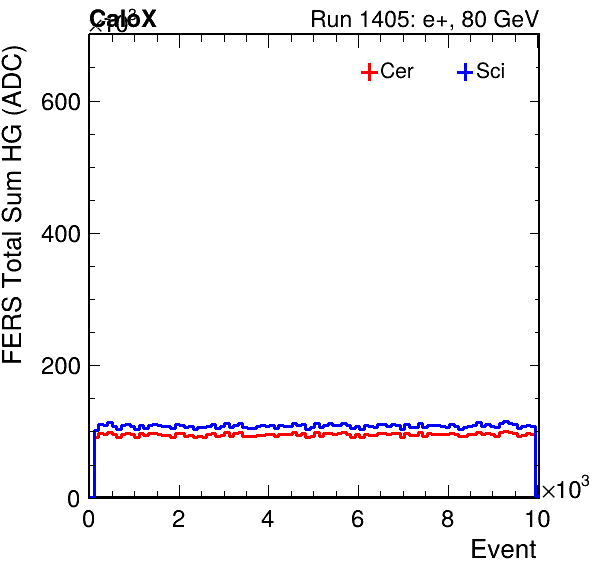 ×10³
CaloX
Run 1405: e+, 80 GeV
Cer
Sci
FERS Total Sum HG (ADC)
600
400
200
0
0 2 4 6 8 10
×10³
Event